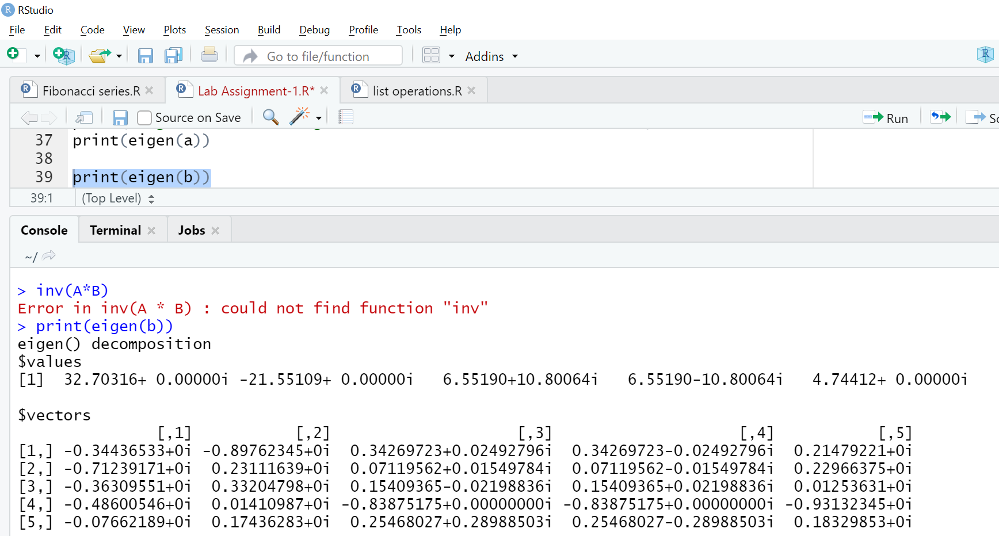 RStudio
File Edit Code View Plots Session Build Debug Profile Tools Help
Go to file/function Addins
Fibonacci series.R Lab Assignment-1.R* list operations.R
Source on Save Run
37 print(eigen(a))
38
39 print(eigen(b))
39:1 (Top Level)
Console Terminal Jobs
~/
> inv(A*B)
Error in inv(A * B) : could not find function "inv"
> print(eigen(b))
eigen() decomposition
$values
[1]  32.70316+ 0.00000i -21.55109+ 0.00000i   6.55190+10.80064i   6.55190-10.80064i   4.74412+ 0.00000i
$vectors
[,1] [,2] [,3] [,4] [,5]
[1,] -0.34436533+0i -0.89762345+0i  0.34269723+0.02492796i  0.34269723-0.02492796i  0.21479221+0i
[2,] -0.71239171+0i  0.23111639+0i  0.07119562+0.01549784i  0.07119562-0.01549784i  0.22966375+0i
[3,] -0.36309551+0i  0.33204798+0i  0.15409365-0.02198836i  0.15409365+0.02198836i  0.01253631+0i
[4,] -0.48600546+0i  0.01410987+0i -0.83875175+0.00000000i -0.83875175+0.00000000i -0.93132345+0i
[5,] -0.07662189+0i  0.17436283+0i  0.25468027+0.28988503i  0.25468027-0.28988503i  0.18329853+0i